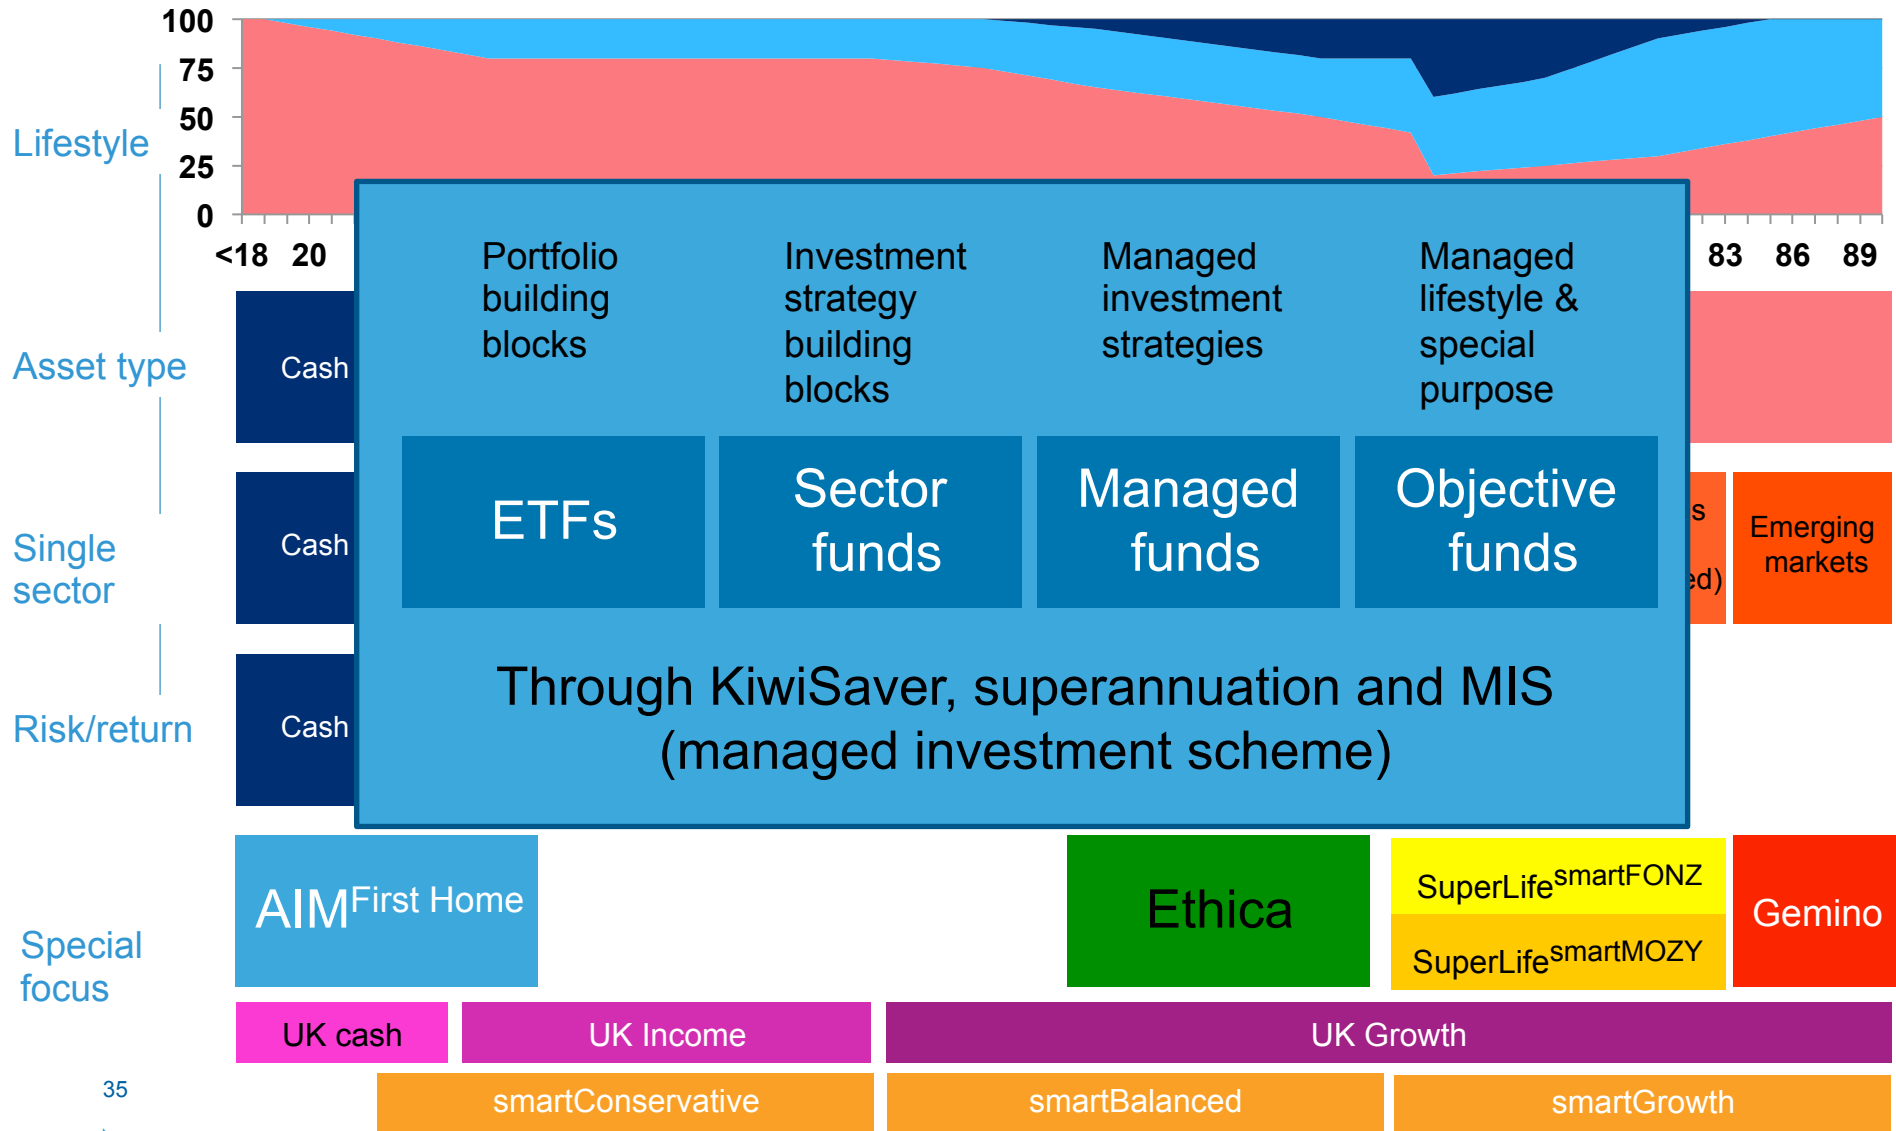 100
75
50
25
0
<18 20 83 86 89
Lifestyle
Portfolio
building
blocks
Investment
strategy
building
blocks
Managed
investment
strategies
Managed
lifestyle &
special
purpose
Asset type
Cash
ETFs
Sector
funds
Managed
funds
Objective
funds
Single
sector
Cash
s
ed)
Emerging
markets
Through KiwiSaver, superannuation and MIS
(managed investment scheme)
Risk/return
Cash
Special
focus
AIMFirst Home
Ethica
SuperLifesmartFONZ
SuperLifesmartMOZY
Gemino
UK cash
UK Income
UK Growth
35
smartConservative
smartBalanced
smartGrowth